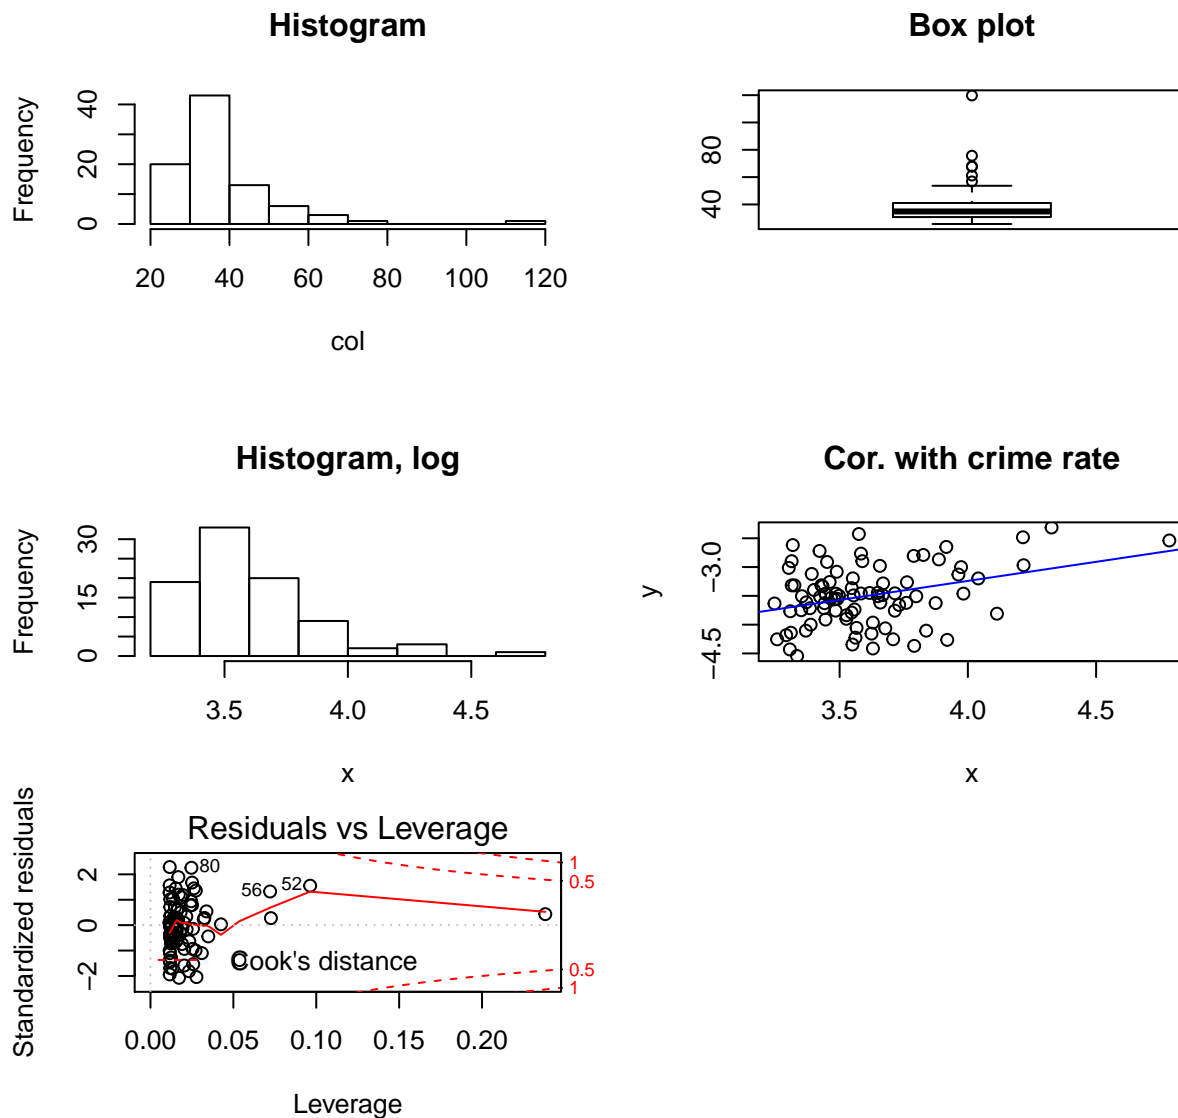 Histogram
Frequency
0 20 40
20 40 60 80 100 120
col
Box plot
40 80
Histogram, log
Frequency
0 15 30
3.5 4.0 4.5
x
Cor. with crime rate
y
−4.5 −3.0
3.5 4.0 4.5
x
Residuals vs Leverage
Standardized residuals
−2 0 2
80
56 52
1
0.5
0.5
1
Cook's distance
0.00 0.05 0.10 0.20
Leverage